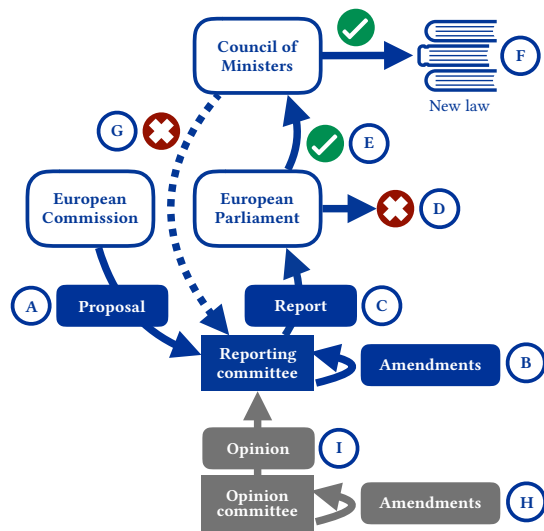 Council of
Ministers
F
New law
G
E
European
Commission
European
Parliament
D
A
Proposal
Report
C
Reporting
committee
Amendments
B
Opinion
I
Opinion
committee
Amendments
H